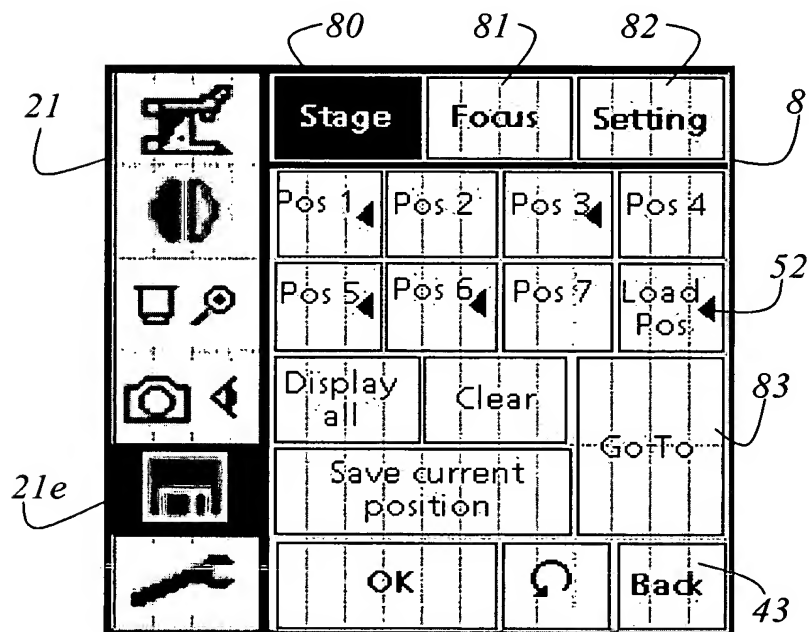 80 81 82
21 8
Stage Focus Setting
Pos 1 Pos 2 Pos 3 Pos 4
Pos 5 Pos 6 Pos 7 Load
Pos
52
Display
all
Clear
83
Go To
Save current
position
21e
OK Back
43